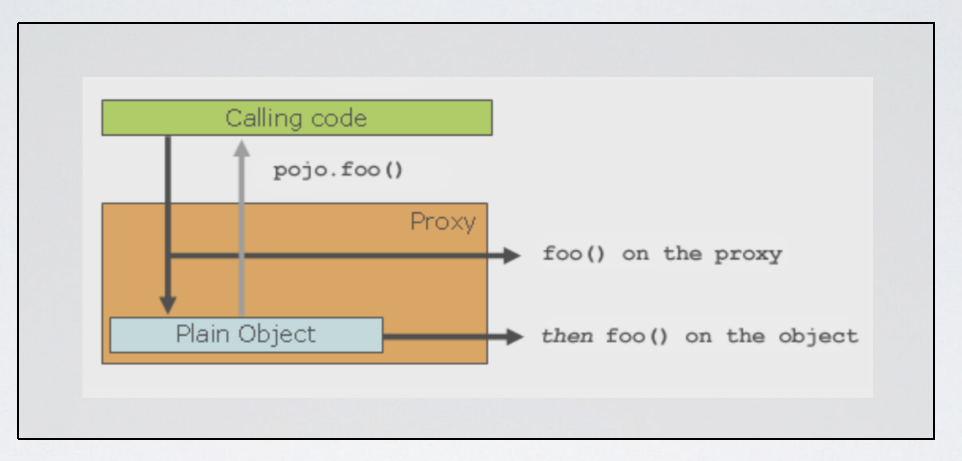 Calling code
pojo.foo()
Proxy
foo() on the proxy
Plain Object
then foo() on the object